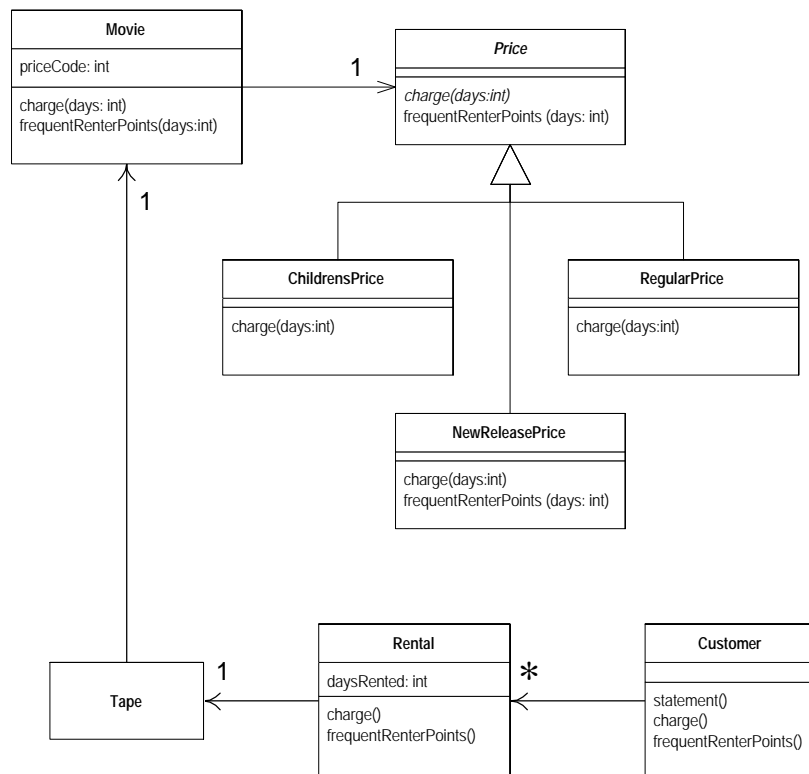 Movie
priceCode: int
charge(days: int)
frequentRenterPoints(days:int)
1
1
Price
charge(days:int)
frequentRenterPoints (days: int)
ChildrensPrice
charge(days:int)
RegularPrice
charge(days:int)
NewReleasePrice
charge(days:int)
frequentRenterPoints (days: int)
Tape
1
Rental
daysRented: int
charge()
frequentRenterPoints()
*
Customer
statement()
charge()
frequentRenterPoints()